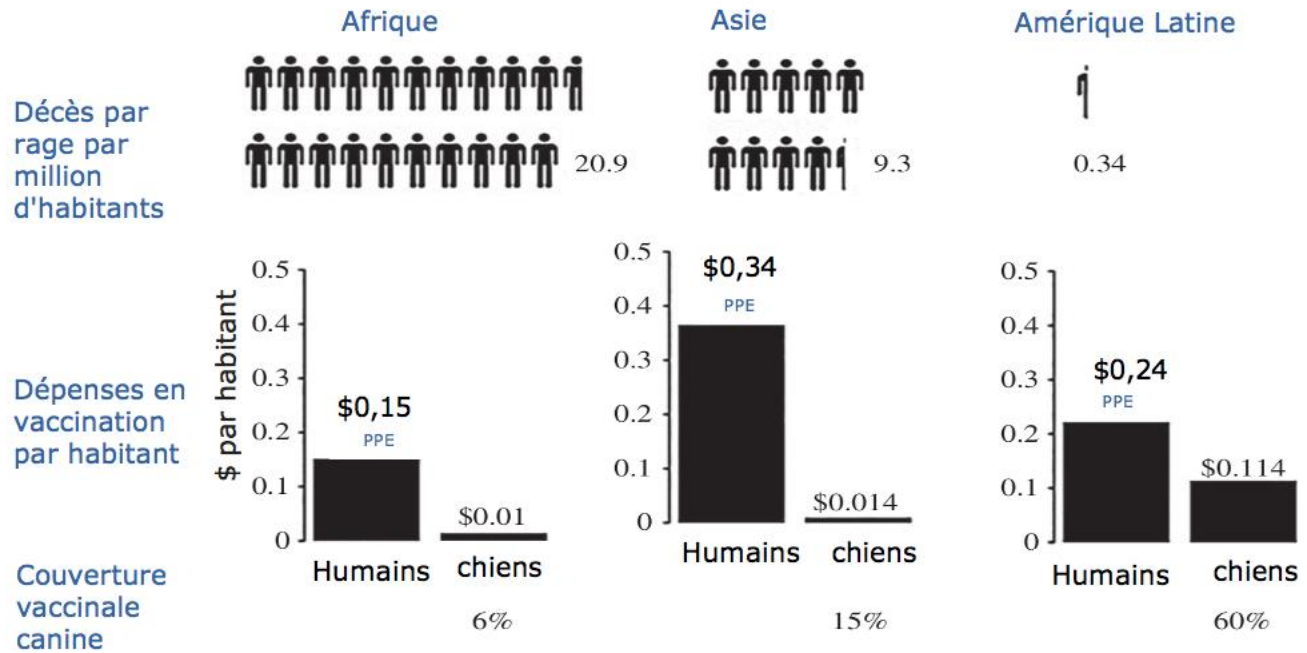 Afrique
Asie
Amérique Latine
Décès par
rage par
million
d'habitants
20.9
9.3
0.34
Dépenses en
vaccination
par habitant
$ par habitant
0.5
0.4
0.3
0.2
0.1
0
$0,15
PPE
$0.01
Humains
chiens
0.5
0.4
0.3
0.2
0.1
0
$0,34
PPE
$0.014
Humains
chiens
0.5
0.4
0.3
0.2
0.1
0
$0,24
PPE
$0.114
Humains
chiens
Couverture
vaccinale
canine
6%
15%
60%